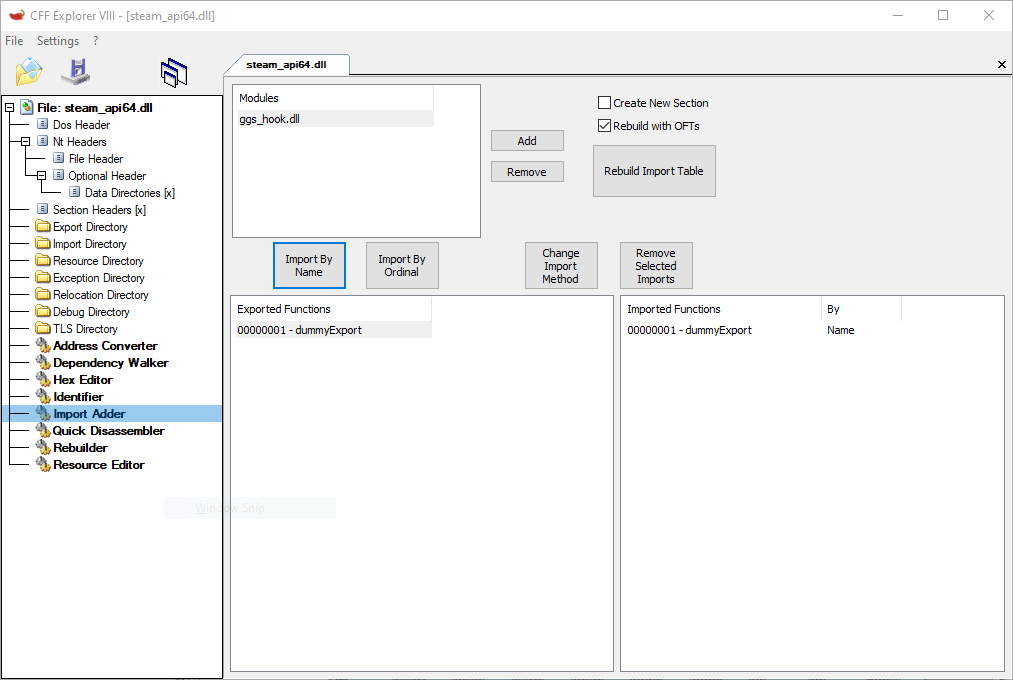 CFF Explorer VIII - [steam_api64.dll]
File Settings ?
steam_api64.dll
File: steam_api64.dll
Dos Header
Nt Headers
File Header
Optional Header
Data Directories [x]
Section Headers [x]
Export Directory
Import Directory
Resource Directory
Exception Directory
Relocation Directory
Debug Directory
TLS Directory
Address Converter
Dependency Walker
Hex Editor
Identifier
Import Adder
Quick Disassembler
Rebuilder
Resource Editor
Window Snip
Modules
ggs_hook.dll
Add
Remove
Create New Section
Rebuild with OFTs
Rebuild Import Table
Import By
Name
Import By
Ordinal
Change
Import
Method
Remove
Selected
Imports
Exported Functions
00000001 - dummyExport
Imported Functions By
00000001 - dummyExport Name